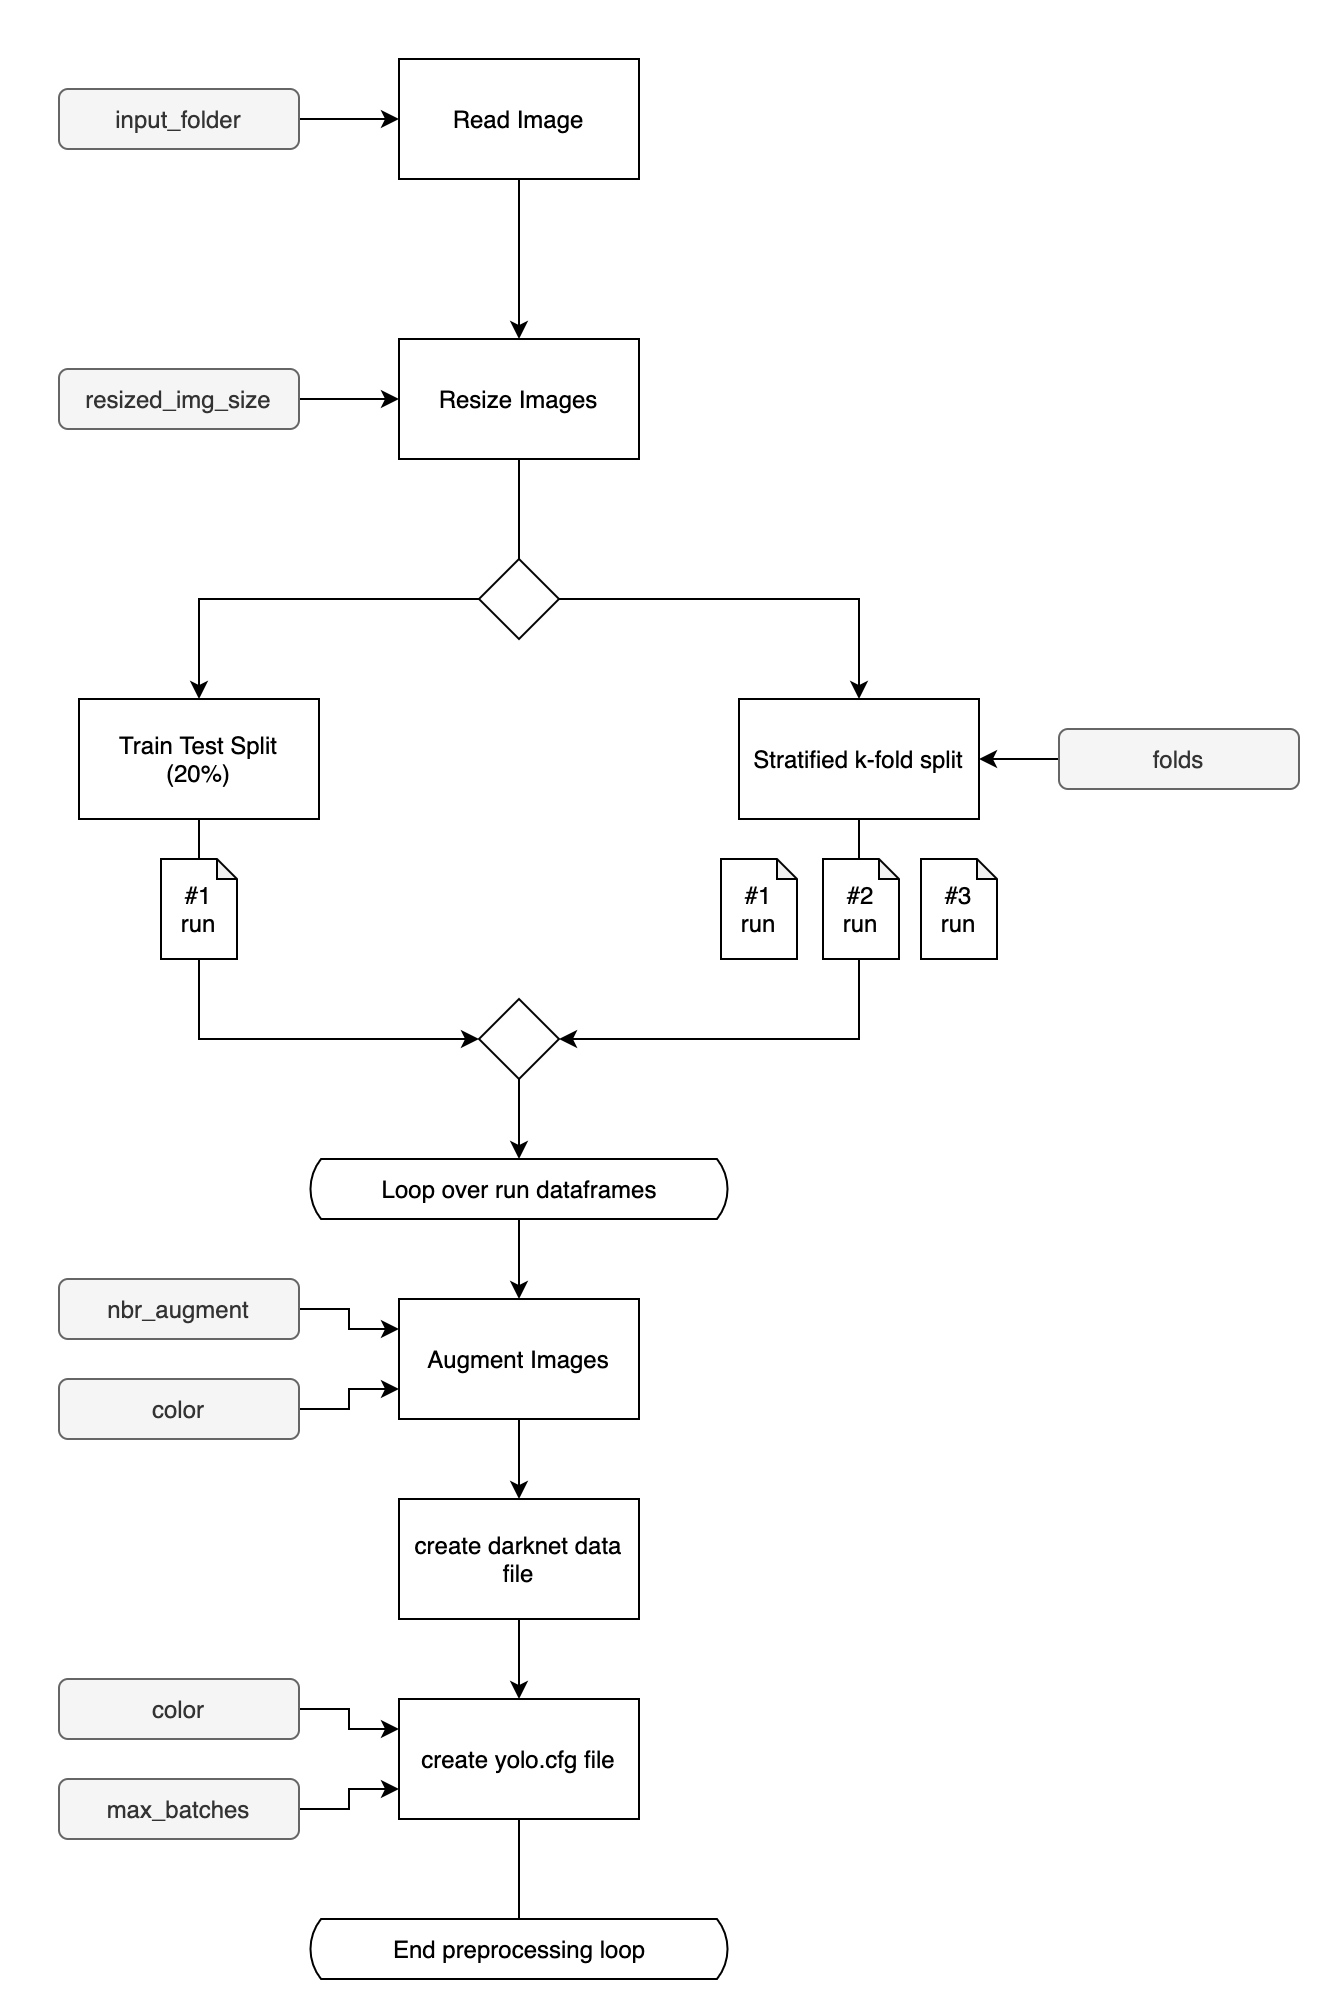 input_folder
Read Image
resized_img_size
Resize Images
Train Test Split
(20%)
Stratified k-fold split
folds
#1
run
#1
run
#2
run
#3
run
Loop over run dataframes
nbr_augment
Augment Images
color
create darknet data
file
color
create yolo.cfg file
max_batches
End preprocessing loop